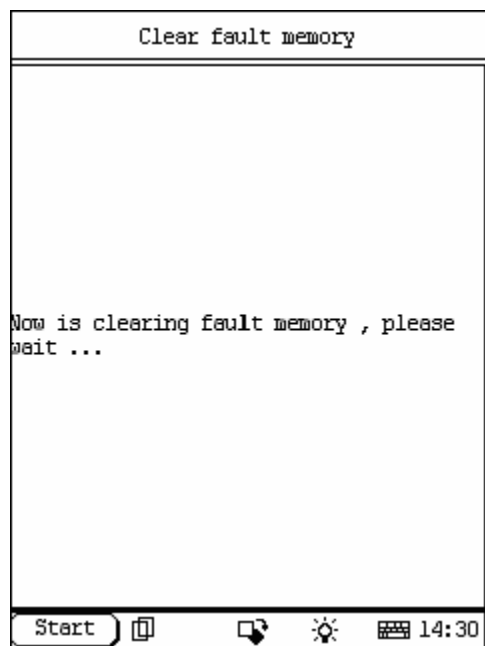 Clear fault memory
Now is clearing fault memory , please
wait ...
Start
14:30